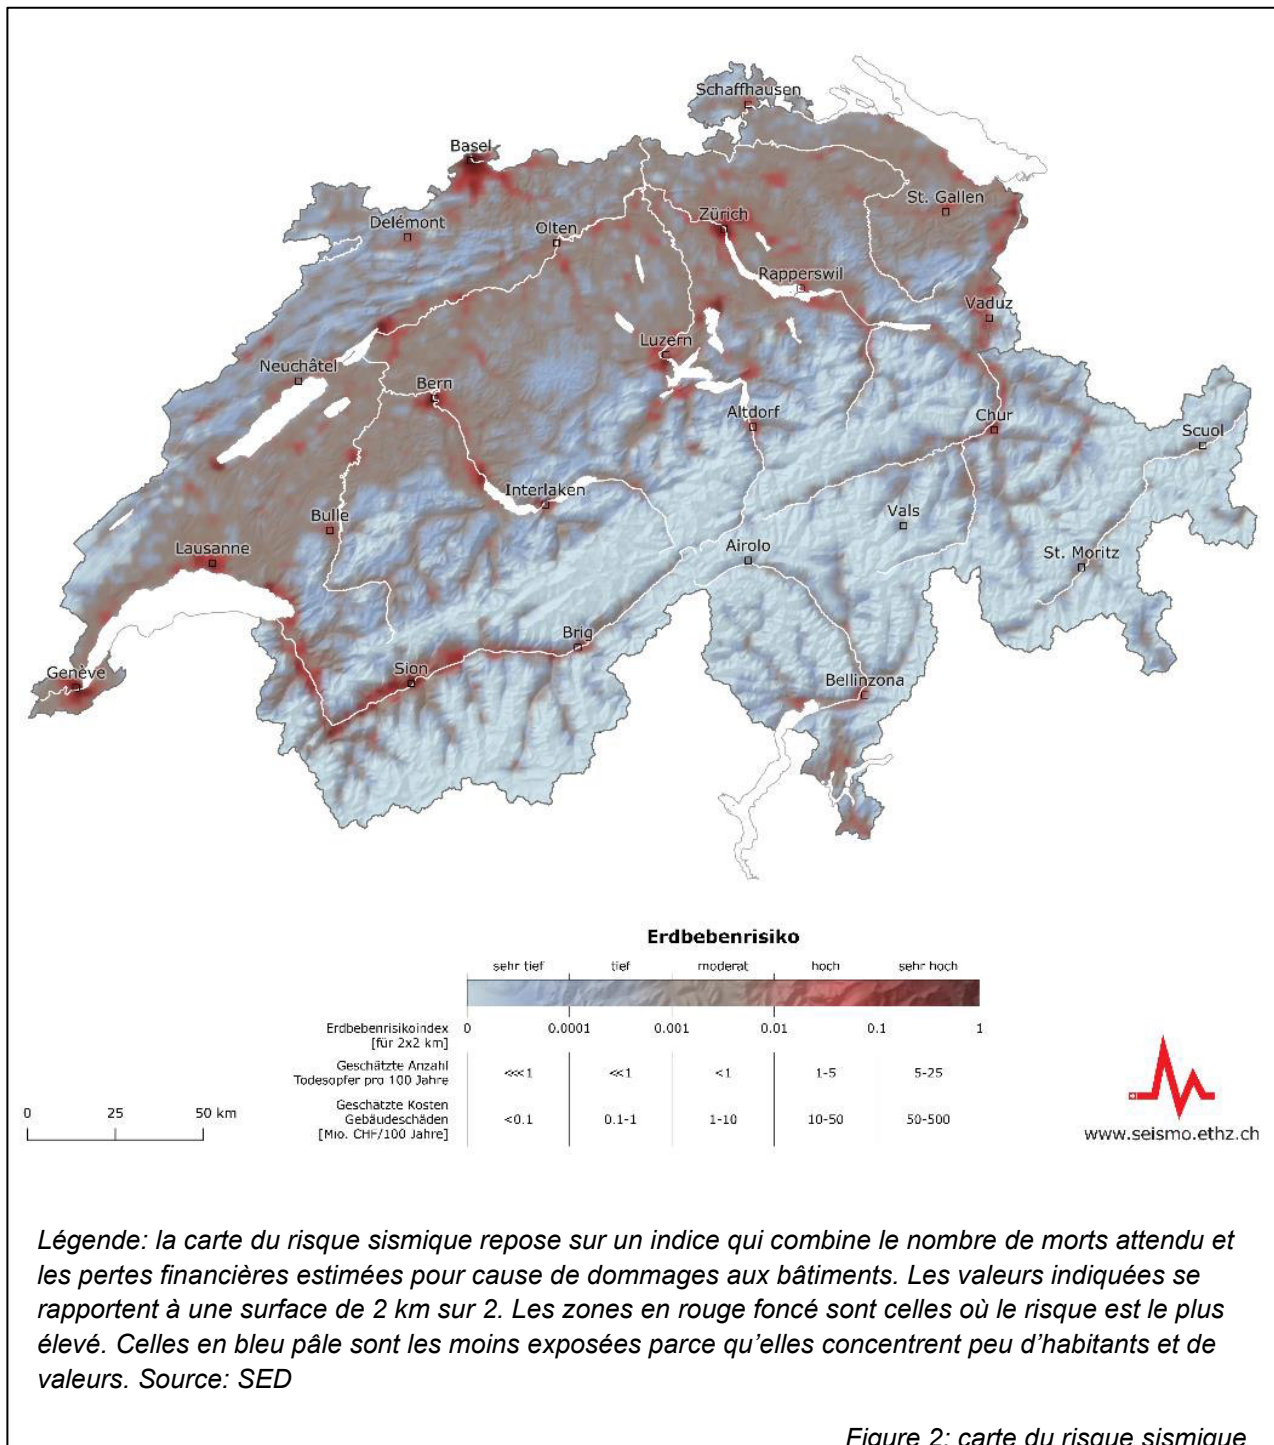 Schaffhausen
Basel
St. Gallen
Delémont
Olten
Zürich
Rapperswil
Vaduz
Luzern
Neuchâtel
Bern
Altdorf
Chur
Scuol
Interlaken
Bulle
Vals
Lausanne
Airolo
St. Moritz
Brig
Genève
Sion
Bellinzona
Erdbebenrisiko
sehr tief tief moderat hoch sehr hoch
Erdbebenrisikoindex 0 0.0001 0.001 0.01 0.1 1
[für 2x2 km]
Geschätzte Anzahl
Todesopfer pro 100 Jahre <<<1 <<1 <1 1-5 5-25
Geschätzte Kosten
Gebäudeschäden <0.1 0.1-1 1-10 10-50 50-500
[Mio. CHF/100 Jahre]
0 25 50 km
www.seismo.ethz.ch
Légende: la carte du risque sismique repose sur un indice qui combine le nombre de morts attendu et
les pertes financières estimées pour cause de dommages aux bâtiments. Les valeurs indiquées se
rapportent à une surface de 2 km sur 2. Les zones en rouge foncé sont celles où le risque est le plus
élevé. Celles en bleu pâle sont les moins exposées parce qu’elles concentrent peu d’habitants et de
valeurs. Source: SED
Figure 2: carte du risque sismique